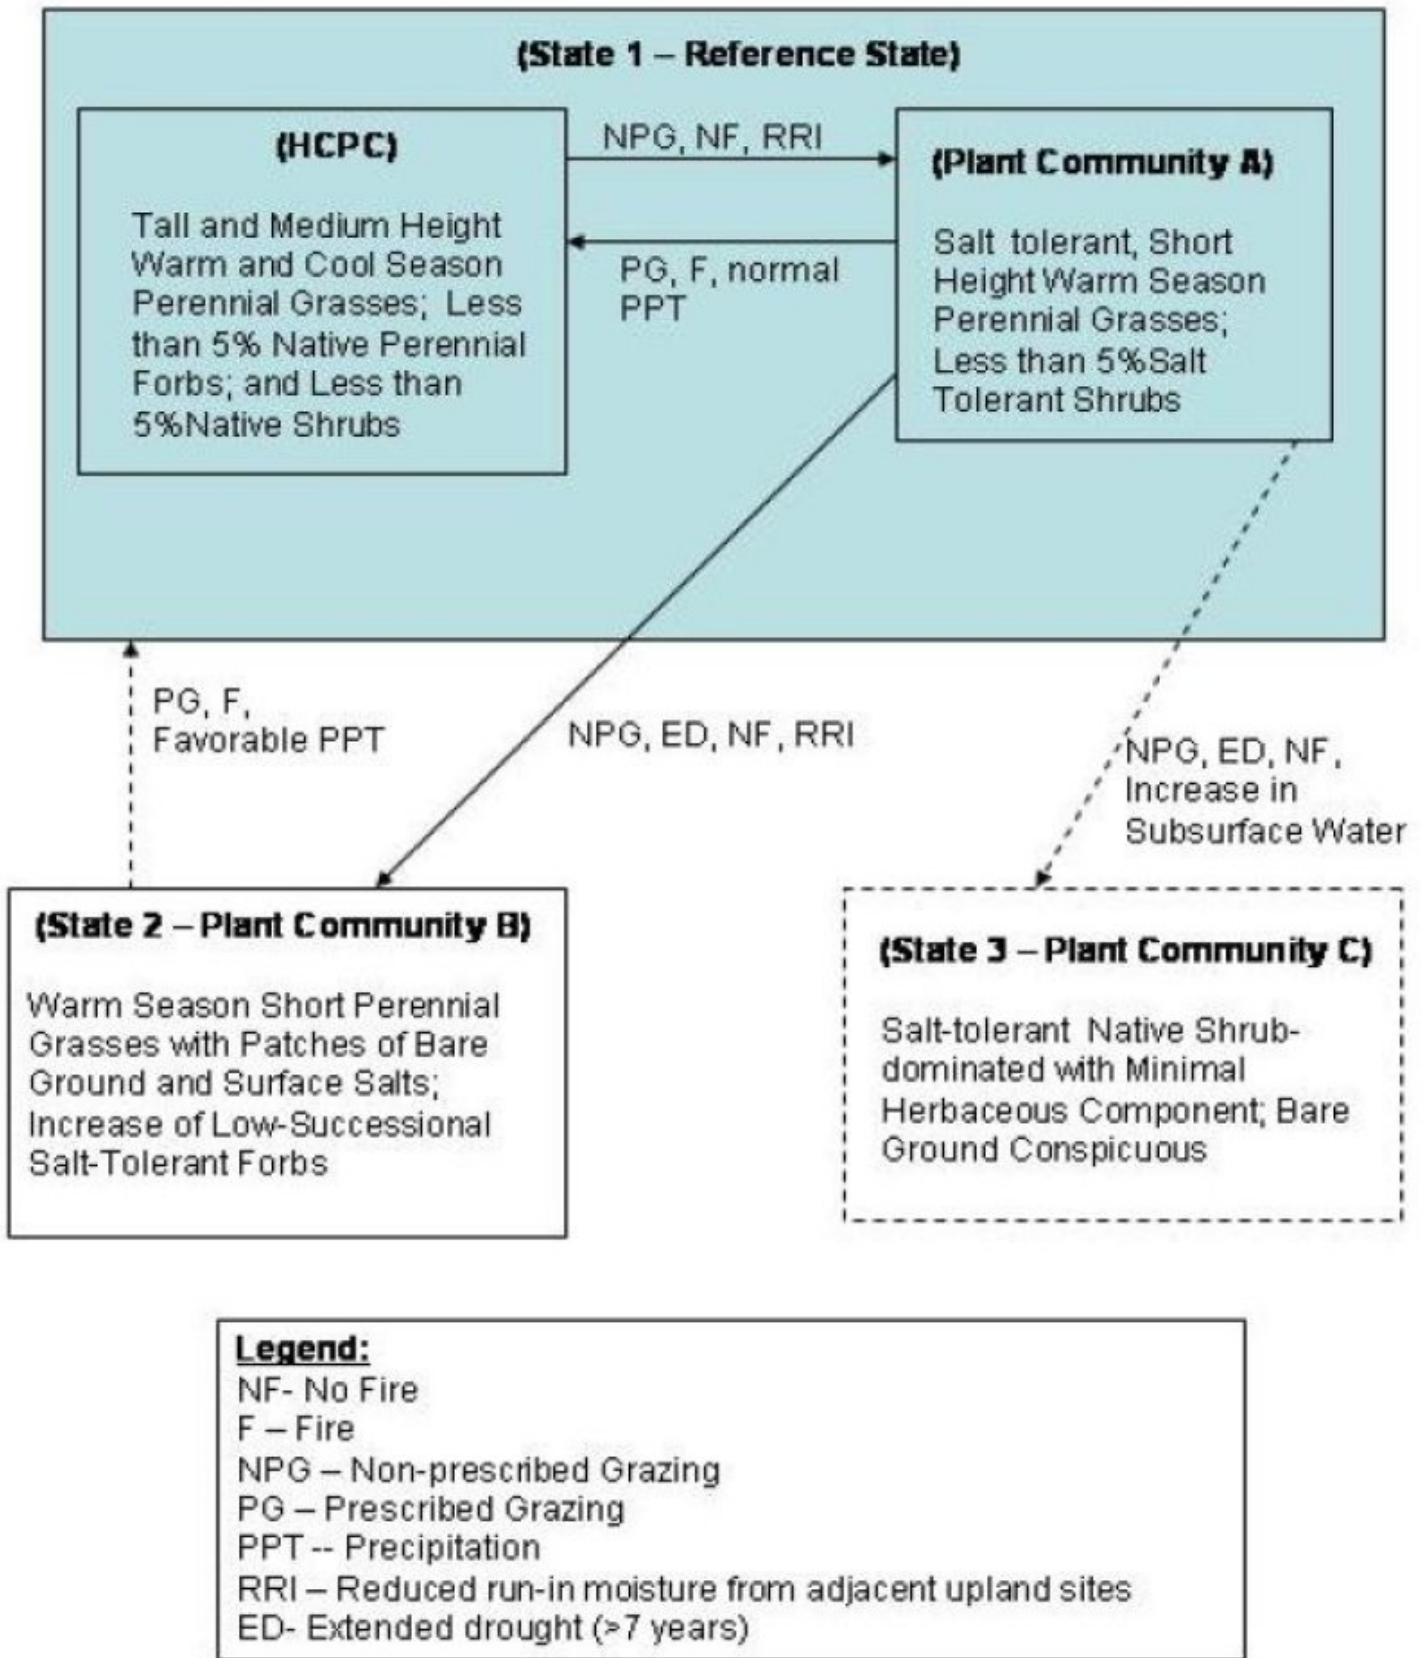 (State 1 – Reference State)
(HCPC)
Tall and Medium Height
Warm and Cool Season
Perennial Grasses;  Less
than 5% Native Perennial
Forbs; and Less than
5%Native Shrubs
NPG, NF, RRI
PG, F, normal
PPT
(Plant Community A)
Salt  tolerant, Short
Height Warm Season
Perennial Grasses;
Less than 5%Salt
Tolerant Shrubs
PG, F,
Favorable PPT
NPG, ED, NF, RRI
NPG, ED, NF,
Increase in
Subsurface Water
(State 2 – Plant Community B)
Warm Season Short Perennial
Grasses with Patches of Bare
Ground and Surface Salts;
Increase of Low-Successional
Salt-Tolerant Forbs
(State 3 – Plant Community C)
Salt-tolerant  Native Shrub-
dominated with Minimal
Herbaceous Component; Bare
Ground Conspicuous
Legend:
NF- No Fire
F – Fire
NPG – Non-prescribed Grazing
PG – Prescribed Grazing
PPT -- Precipitation
RRI – Reduced run-in moisture from adjacent upland sites
ED- Extended drought (>7 years)